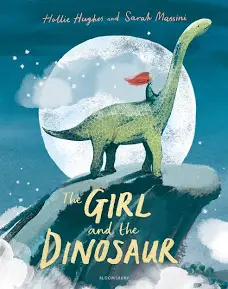 Hollie Hughes and Sarah Massini
The GIRL
and the
DINOSAUR
BLOOMSBURY